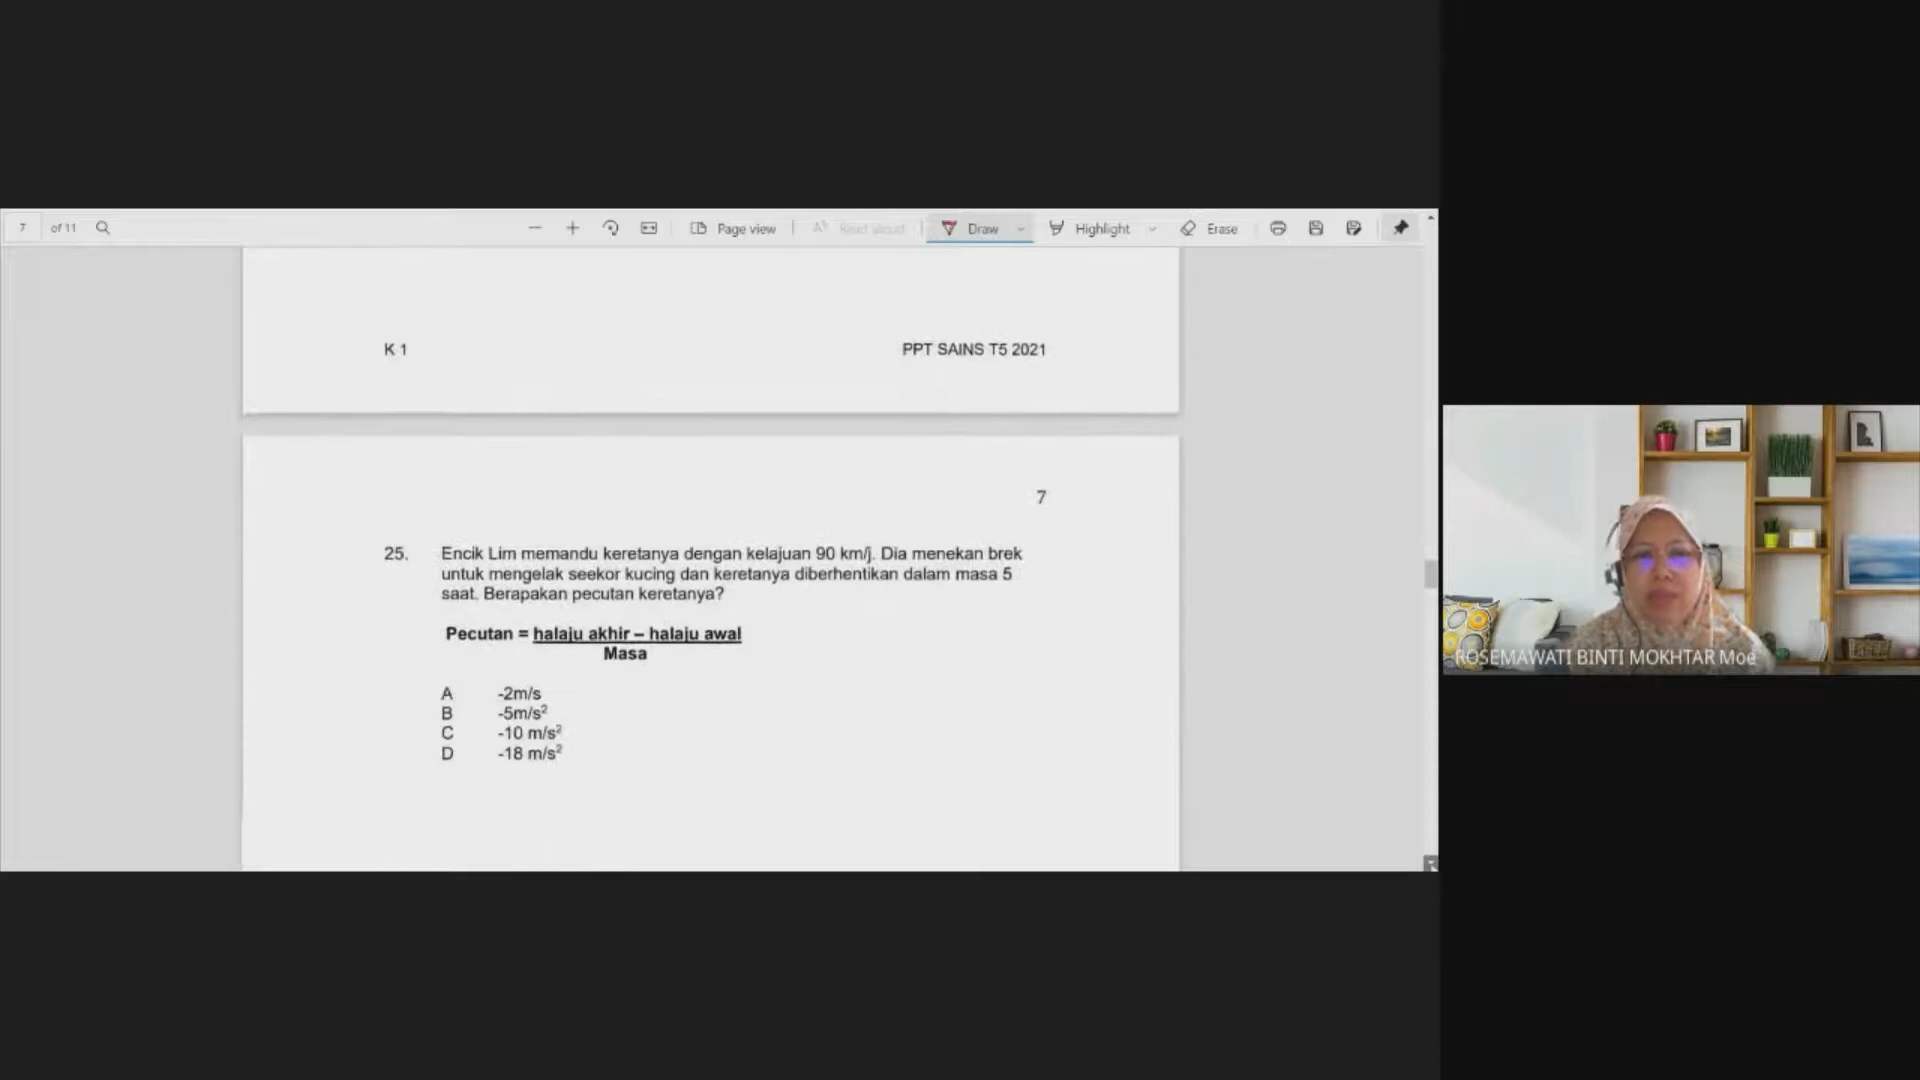 7 of 11 Page view Read aloud Draw Highlight Erase
K 1 PPT SAINS T5 2021
7
25. Encik Lim memandu keretanya dengan kelajuan 90 km/j. Dia menekan brek
untuk mengelak seekor kucing dan keretanya diberhentikan dalam masa 5
saat. Berapakan pecutan keretanya?
Pecutan = halaju akhir – halaju awal
Masa
A -2m/s
B -5m/s²
C -10 m/s²
D -18 m/s²
ROSEMAWATI BINTI MOKHTAR Moe